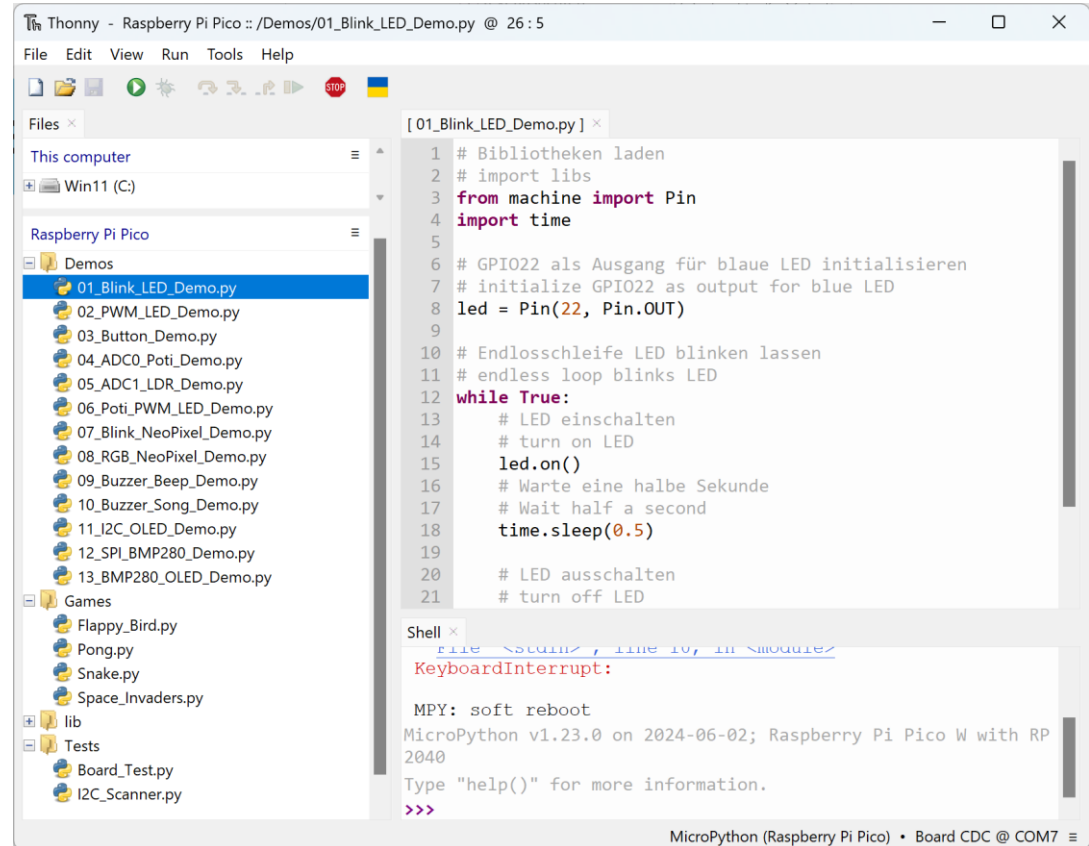 Thonny - Raspberry Pi Pico :: /Demos/01_Blink_LED_Demo.py @ 26 : 5
File Edit View Run Tools Help
STOP
Files
This computer
Win11 (C:)
Raspberry Pi Pico
Demos
01_Blink_LED_Demo.py
02_PWM_LED_Demo.py
03_Button_Demo.py
04_ADC0_Poti_Demo.py
05_ADC1_LDR_Demo.py
06_Poti_PWM_LED_Demo.py
07_Blink_NeoPixel_Demo.py
08_RGB_NeoPixel_Demo.py
09_Buzzer_Beep_Demo.py
10_Buzzer_Song_Demo.py
11_I2C_OLED_Demo.py
12_SPI_BMP280_Demo.py
13_BMP280_OLED_Demo.py
Games
Flappy_Bird.py
Pong.py
Snake.py
Space_Invaders.py
lib
Tests
Board_Test.py
I2C_Scanner.py
[ 01_Blink_LED_Demo.py ]
1 # Bibliotheken laden
2 # import libs
3 from machine import Pin
4 import time
5
6 # GPIO22 als Ausgang für blaue LED initialisieren
7 # initialize GPIO22 as output for blue LED
8 led = Pin(22, Pin.OUT)
9
10 # Endlosschleife LED blinken lassen
11 # endless loop blinks LED
12 while True:
13     # LED einschalten
14     # turn on LED
15     led.on()
16     # Warte eine halbe Sekunde
17     # Wait half a second
18     time.sleep(0.5)
19
20     # LED ausschalten
21     # turn off LED
Shell
File "<stdin>", line 16, in <module>
KeyboardInterrupt:
MPY: soft reboot
MicroPython v1.23.0 on 2024-06-02; Raspberry Pi Pico W with RP
2040
Type "help()" for more information.
>>>
MicroPython (Raspberry Pi Pico) • Board CDC @ COM7